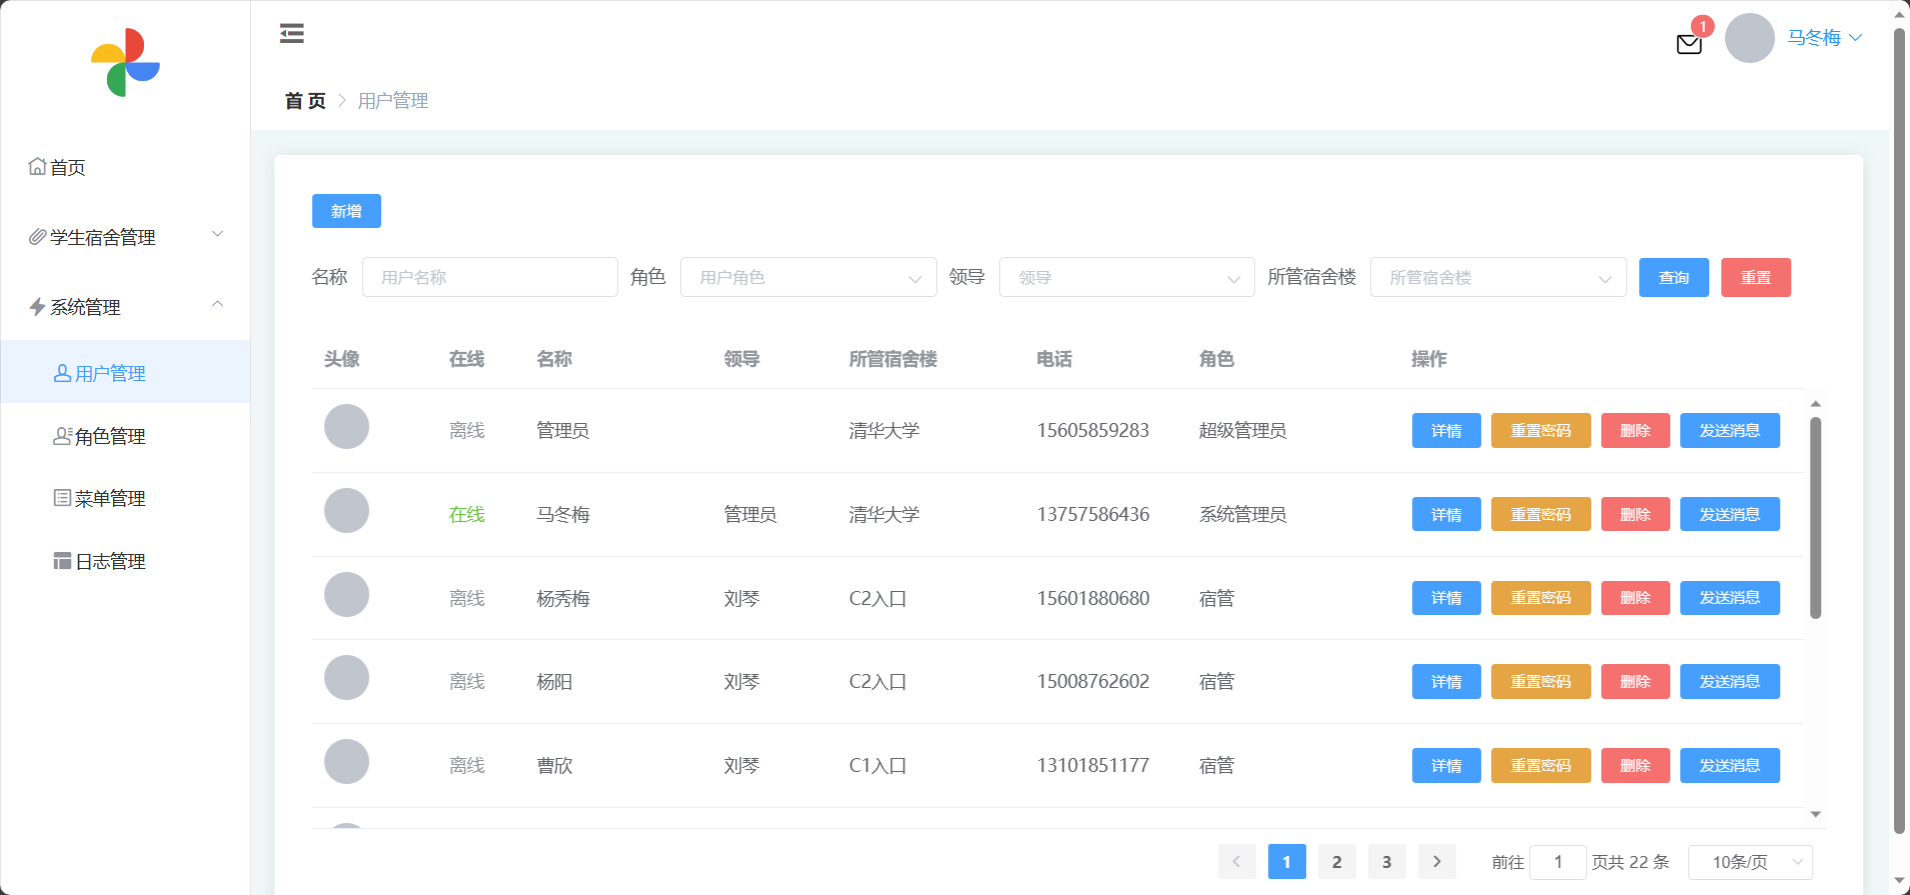 1
马冬梅
首 页 > 用户管理
首页
学生宿舍管理
系统管理
用户管理
角色管理
菜单管理
日志管理
新增
名称 用户名称 角色 用户角色 领导 领导 所管宿舍楼 所管宿舍楼 查询 重置
头像 在线 名称 领导 所管宿舍楼 电话 角色 操作
离线 管理员 清华大学 15605859283 超级管理员 详情 重置密码 删除 发送消息
在线 马冬梅 管理员 清华大学 13757586436 系统管理员 详情 重置密码 删除 发送消息
离线 杨秀梅 刘琴 C2入口 15601880680 宿管 详情 重置密码 删除 发送消息
离线 杨阳 刘琴 C2入口 15008762602 宿管 详情 重置密码 删除 发送消息
离线 曹欣 刘琴 C1入口 13101851177 宿管 详情 重置密码 删除 发送消息
< 1 2 3 > 前往 1 页共 22 条 10条/页